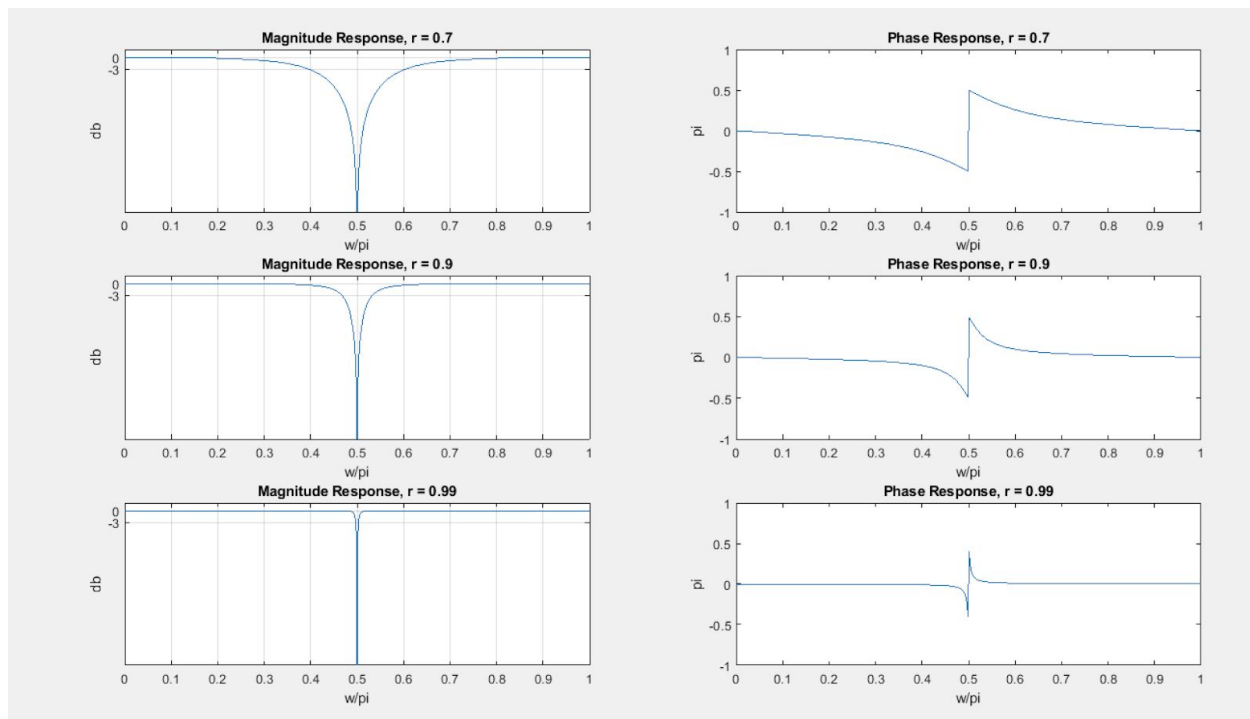 Magnitude Response, r = 0.7
0
-3
db
0 0.1 0.2 0.3 0.4 0.5 0.6 0.7 0.8 0.9 1
w/pi
Phase Response, r = 0.7
1
0.5
0
-0.5
-1
pi
0 0.1 0.2 0.3 0.4 0.5 0.6 0.7 0.8 0.9 1
w/pi
Magnitude Response, r = 0.9
0
-3
db
0 0.1 0.2 0.3 0.4 0.5 0.6 0.7 0.8 0.9 1
w/pi
Phase Response, r = 0.9
1
0.5
0
-0.5
-1
pi
0 0.1 0.2 0.3 0.4 0.5 0.6 0.7 0.8 0.9 1
w/pi
Magnitude Response, r = 0.99
0
-3
db
0 0.1 0.2 0.3 0.4 0.5 0.6 0.7 0.8 0.9 1
w/pi
Phase Response, r = 0.99
1
0.5
0
-0.5
-1
pi
0 0.1 0.2 0.3 0.4 0.5 0.6 0.7 0.8 0.9 1
w/pi